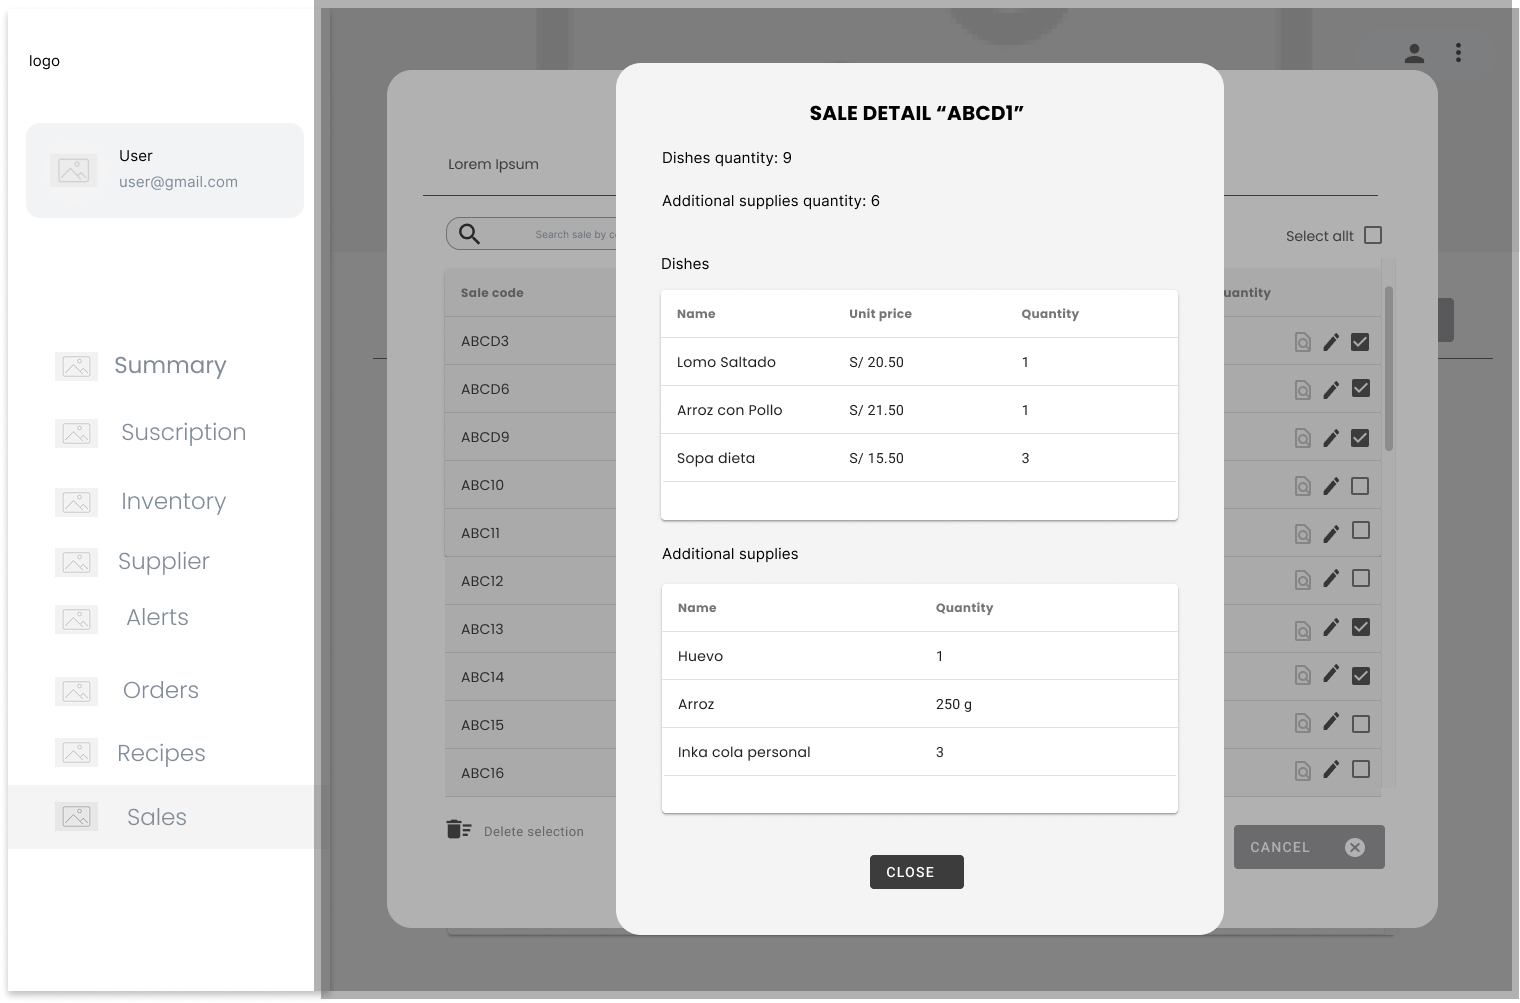 logo
User
user@gmail.com
Summary
Suscription
Inventory
Supplier
Alerts
Orders
Recipes
Sales
Lorem Ipsum
Search sale by
Select allt
Sale code
ABCD3
ABCD6
ABCD9
ABC10
ABC11
ABC12
ABC13
ABC14
ABC15
ABC16
Delete selection
CANCEL
SALE DETAIL “ABCD1”
Dishes quantity: 9
Additional supplies quantity: 6
Dishes
Name Unit price Quantity
Lomo Saltado S/ 20.50 1
Arroz con Pollo S/ 21.50 1
Sopa dieta S/ 15.50 3
Additional supplies
Name Quantity
Huevo 1
Arroz 250 g
Inka cola personal 3
CLOSE